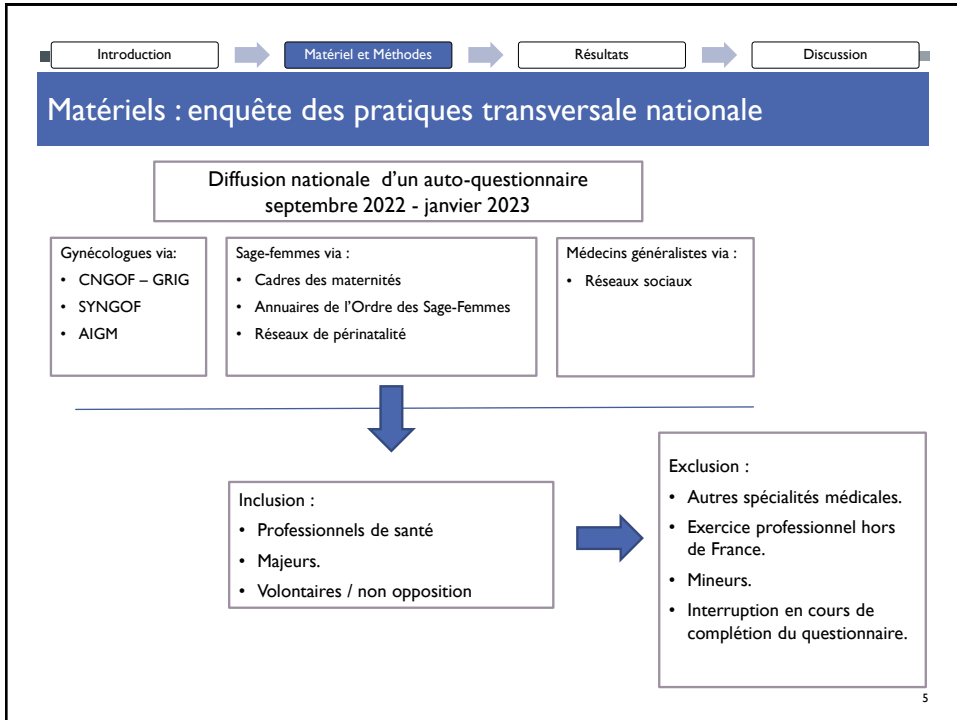 Introduction
Matériel et Méthodes
Résultats
Discussion
Matériels : enquête des pratiques transversale nationale
Diffusion nationale d'un auto-questionnaire
septembre 2022 - janvier 2023
Gynécologues via:
• CNGOF – GRIG
• SYNGOF
• AIGM
Sage-femmes via :
• Cadres des maternités
• Annuaires de l'Ordre des Sage-Femmes
• Réseaux de périnatalité
Médecins généralistes via :
• Réseaux sociaux
Inclusion :
• Professionnels de santé
• Majeurs.
• Volontaires / non opposition
Exclusion :
• Autres spécialités médicales.
• Exercice professionnel hors
de France.
• Mineurs.
• Interruption en cours de
complétion du questionnaire.
5